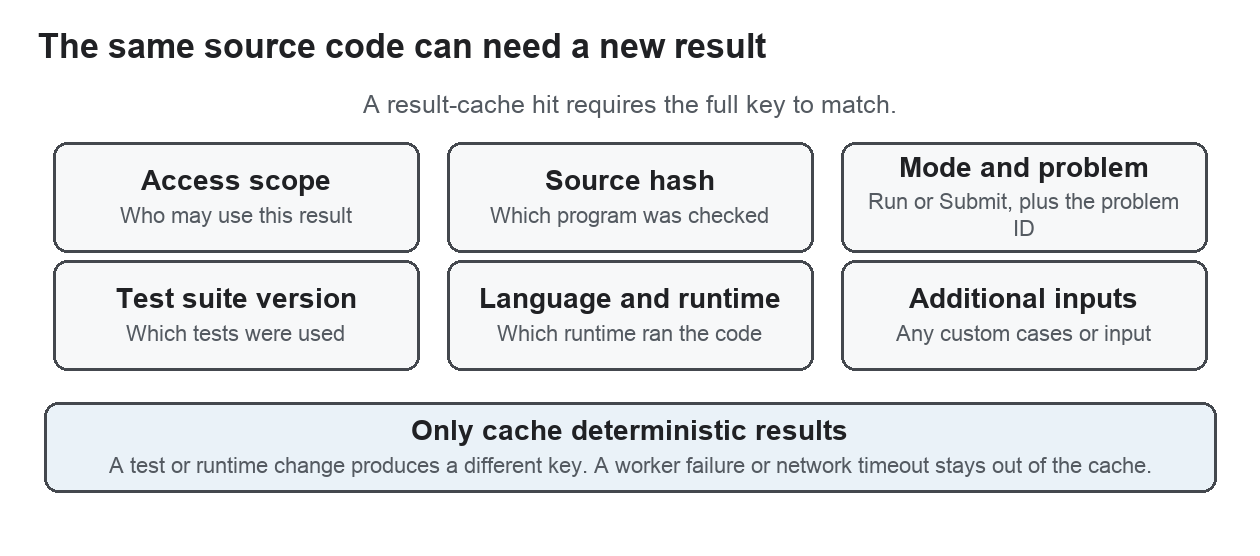 The same source code can need a new result
A result-cache hit requires the full key to match.
Access scope
Who may use this result
Source hash
Which program was checked
Mode and problem
Run or Submit, plus the problem
ID
Test suite version
Which tests were used
Language and runtime
Which runtime ran the code
Additional inputs
Any custom cases or input
Only cache deterministic results
A test or runtime change produces a different key. A worker failure or network timeout stays out of the cache.